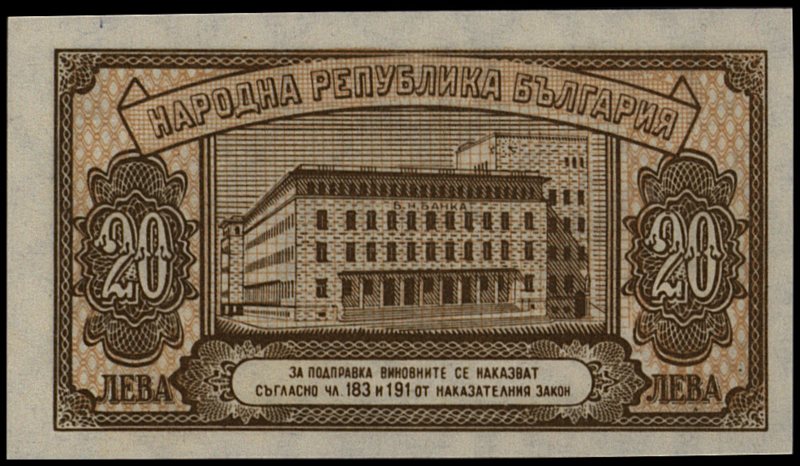 НАРОДНА РЕПУБЛИКА БЪЛГАРИЯ
Б. Н. БАНКА
20
20
ЛЕВА
ЛЕВА
ЗА ПОДПРАВКА ВИНОВНИТЕ СЕ НАКАЗВАТ
СЪГЛАСНО ЧЛ. 183 И 191 ОТ НАКАЗАТЕЛНИЯ ЗАКОН